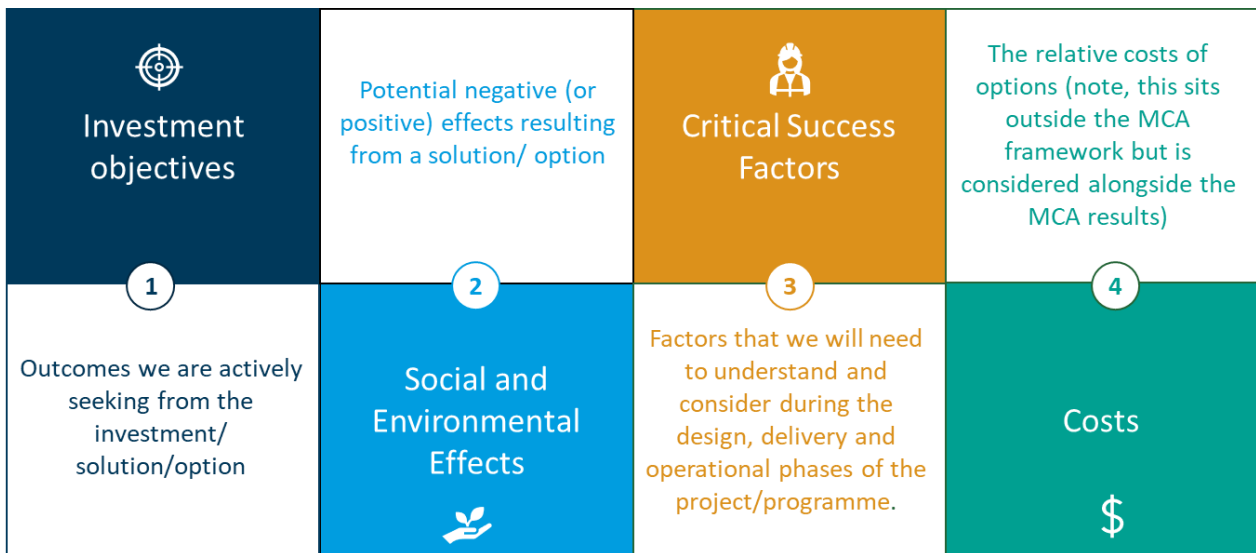 Investment
objectives
1
Outcomes we are actively
seeking from the
investment/
solution/option
Potential negative (or
positive) effects resulting
from a solution/ option
2
Social and
Environmental
Effects
Critical Success
Factors
3
Factors that we will need
to understand and
consider during the
design, delivery and
operational phases of the
project/programme.
The relative costs of
options (note, this sits
outside the MCA
framework but is
considered alongside the
MCA results)
4
Costs
$